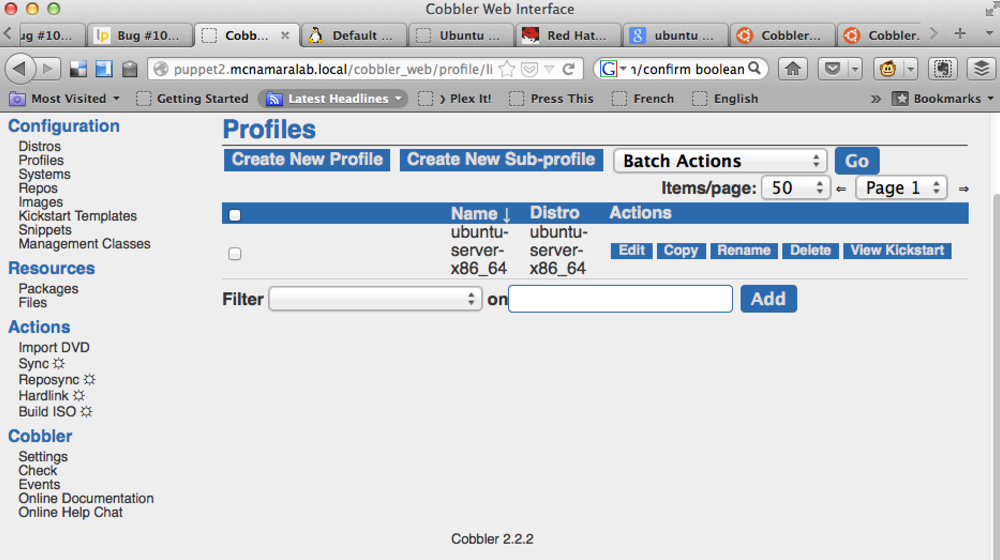 Cobbler Web Interface
ug #10...
Bug #10...
Cobb...
Default ...
Ubuntu ...
Red Hat...
ubuntu ...
Cobbler...
Cobbler.
puppet2.mcnamaralab.local/cobbler_web/profile/li
n/confirm boolean
Most Visited
Getting Started
Latest Headlines
› Plex It!
Press This
French
English
»
Bookmarks
Configuration
Distros
Profiles
Systems
Repos
Images
Kickstart Templates
Snippets
Management Classes
Resources
Packages
Files
Actions
Import DVD
Sync
Reposync
Hardlink
Build ISO
Cobbler
Settings
Check
Events
Online Documentation
Online Help Chat
Profiles
Create New Profile
Create New Sub-profile
Batch Actions
Go
Items/page: 50 ⇐ Page 1 ⇒
Name ↓ Distro Actions
ubuntu-server-x86_64
ubuntu-server-x86_64
Edit Copy Rename Delete View Kickstart
Filter on Add
Cobbler 2.2.2